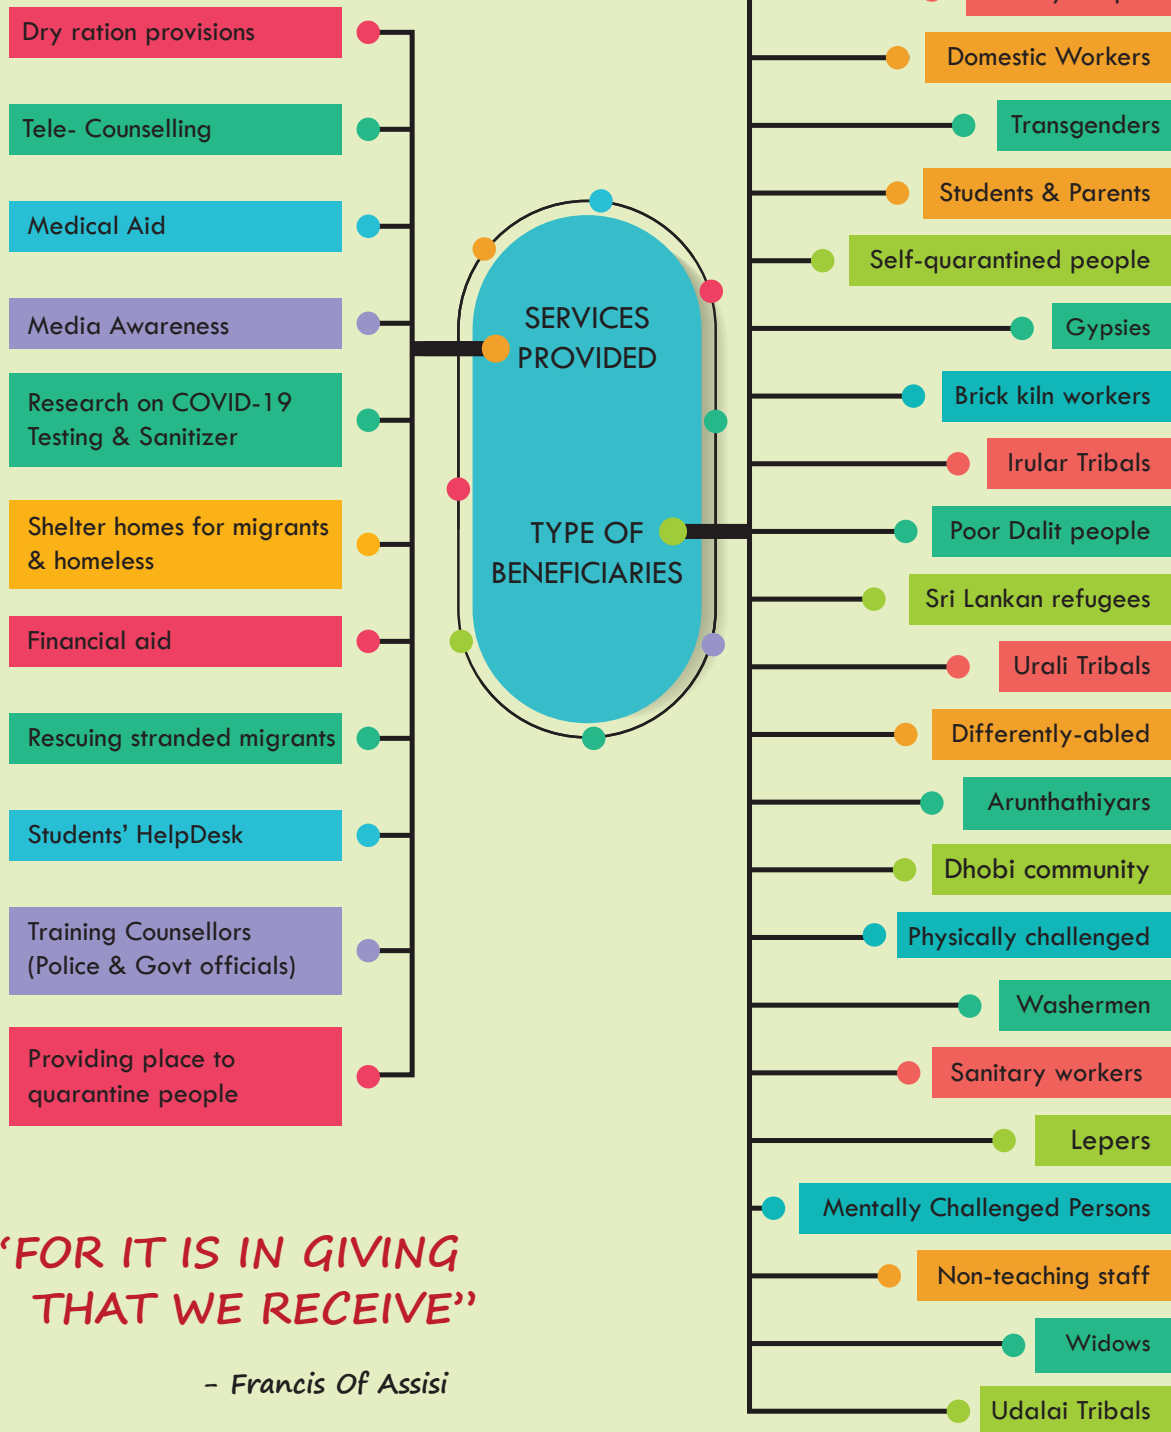 Dry ration provisions
Tele- Counselling
Medical Aid
Media Awareness
Research on COVID-19
Testing & Sanitizer
Shelter homes for migrants
& homeless
Financial aid
Rescuing stranded migrants
Students’ HelpDesk
Training Counsellors
(Police & Govt officials)
Providing place to
quarantine people
SERVICES
PROVIDED
TYPE OF
BENEFICIARIES
Domestic Workers
Transgenders
Students & Parents
Self-quarantined people
Gypsies
Brick kiln workers
Irular Tribals
Poor Dalit people
Sri Lankan refugees
Urali Tribals
Differently-abled
Arunthathiyars
Dhobi community
Physically challenged
Washermen
Sanitary workers
Lepers
Mentally Challenged Persons
Non-teaching staff
Widows
Udalai Tribals
“FOR IT IS IN GIVING
THAT WE RECEIVE”
- Francis Of Assisi